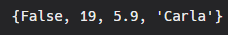 {False, 19, 5.9, 'Carla'}